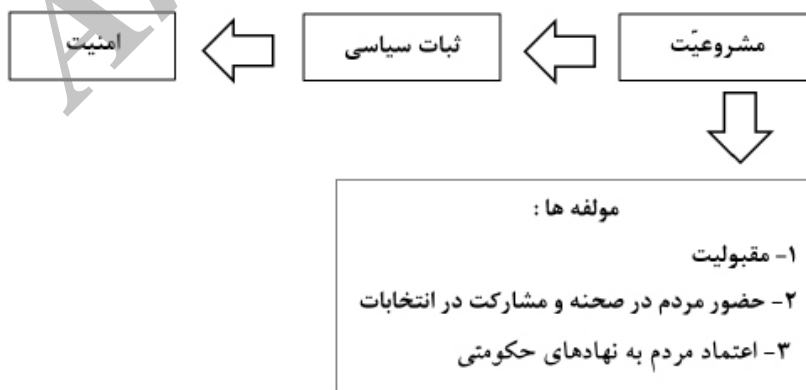 مشروعیّت
ثبات سیاسی
امنیت
مولفه ها :
۱- مقبولیت
۲- حضور مردم در صحنه و مشارکت در انتخابات
۳- اعتماد مردم به نهادهای حکومتی